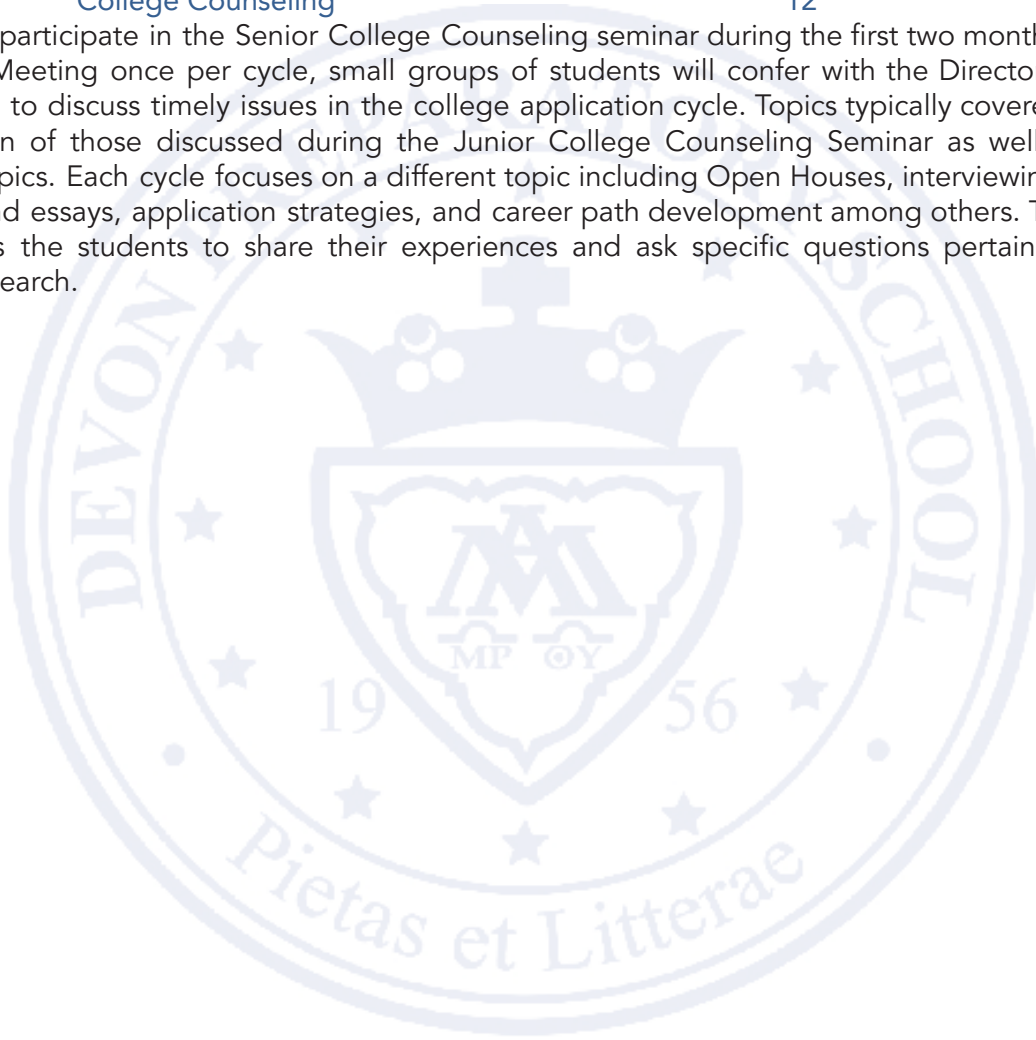 College Counseling 12
participate in the Senior College Counseling seminar during the first two month
Meeting once per cycle, small groups of students will confer with the Directo
to discuss timely issues in the college application cycle. Topics typically covere
n of those discussed during the Junior College Counseling Seminar as well
pics. Each cycle focuses on a different topic including Open Houses, interviewin
d essays, application strategies, and career path development among others. T
s the students to share their experiences and ask specific questions pertain
earch.
DEVON PREPARATORY SCHOOL
MP ΘY
19 56
Pietas et Litterae